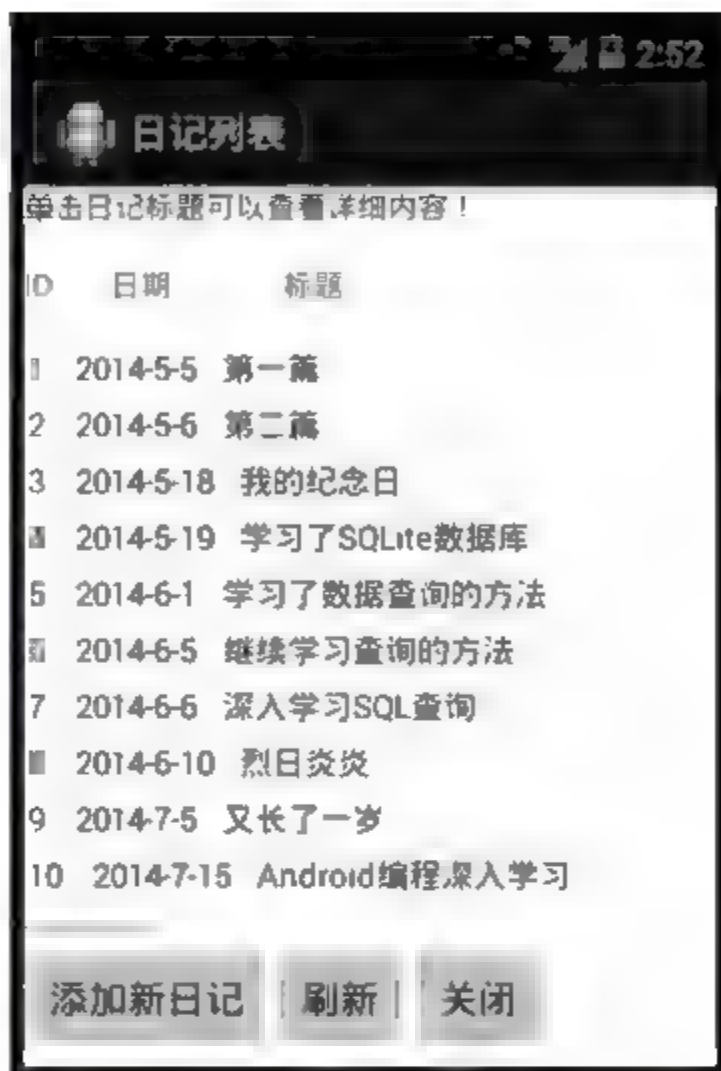 2:52
日记列表
单击日记标题可以查看详细内容！
ID 日期 标题
2014-5-5 第一篇
2 2014-5-6 第二篇
3 2014-5-18 我的纪念日
2014-5-19 学习了SQLite数据库
5 2014-6-1 学习了数据查询的方法
2014-6-5 继续学习查询的方法
7 2014-6-6 深入学习SQL查询
2014-6-10 烈日炎炎
9 2014-7-5 又长了一岁
10 2014-7-15 Android编程深入学习
添加新日记 刷新 关闭